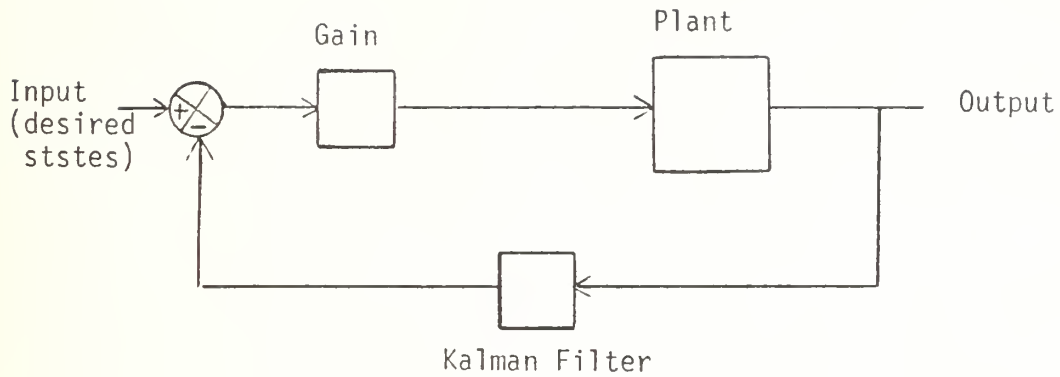 Gain
Plant
Input
(desired
ststes)
+
-
Output
Kalman Filter